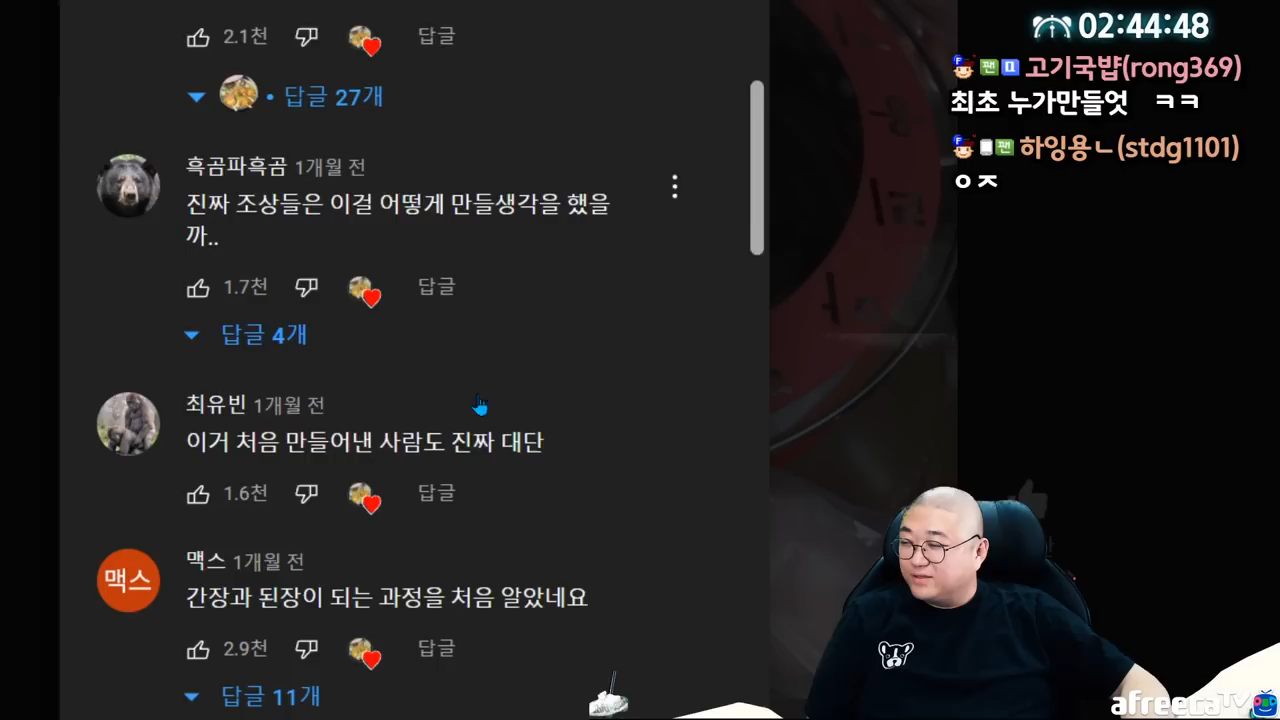 2.1천 답글
• 답글 27개
흑곰파흑곰 1개월 전
진짜 조상들은 이걸 어떻게 만들생각을 했을
까..
1.7천 답글
답글 4개
최유빈 1개월 전
이거 처음 만들어낸 사람도 진짜 대단
1.6천 답글
맥스
맥스 1개월 전
간장과 된장이 되는 과정을 처음 알았네요
2.9천 답글
답글 11개
02:44:48
F 팬 고기국뱝(rong369)
최초 누가만들엇 ㅋㅋ
F 팬 하잉용ㄴ(stdg1101)
ㅇㅈ
afreecaTV